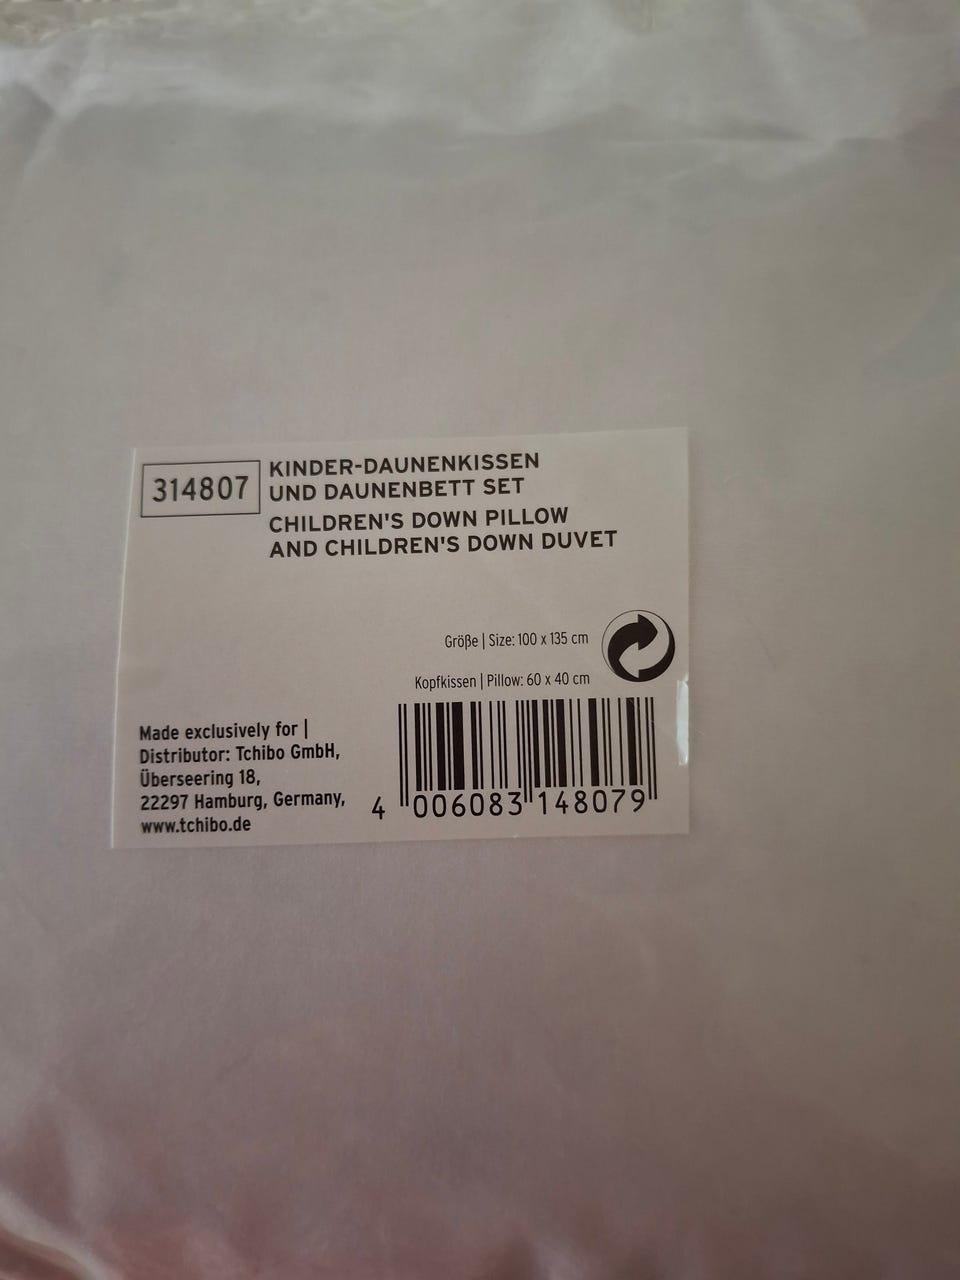 314807
KINDER-DAUNENKISSEN
UND DAUNENBETT SET
CHILDREN'S DOWN PILLOW
AND CHILDREN'S DOWN DUVET
Größe | Size: 100 x 135 cm
Kopfkissen | Pillow: 60 x 40 cm
Made exclusively for |
Distributor: Tchibo GmbH,
Überseering 18,
22297 Hamburg, Germany,
www.tchibo.de
4 006083 148079